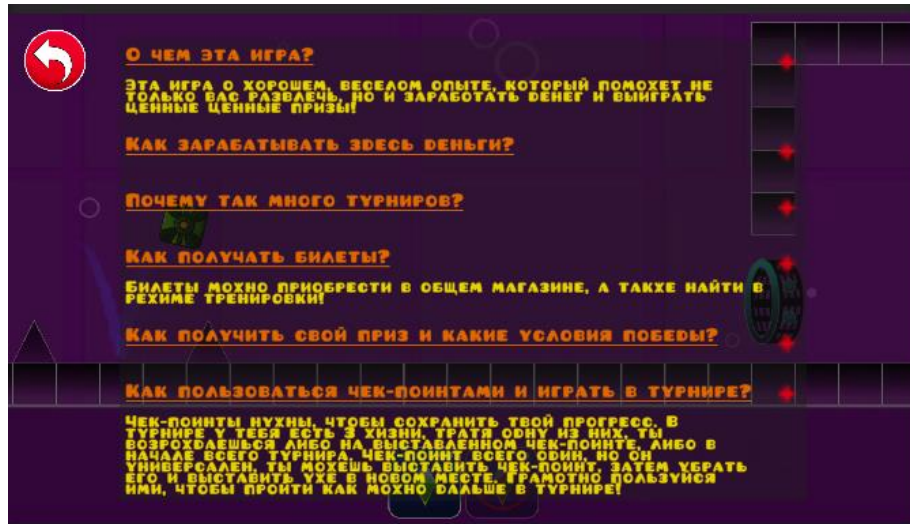 О чем эта игра?
Эта игра о хорошем, веселом опыте, который поможет не
только вас развлечь, но и заработать денег и выиграть
ценные ценные призы!
Как зарабатывать здесь деньги?
Почему так много турниров?
Как получать билеты?
Билеты можно приобрести в общем магазине, а также найти в
режиме тренировки!
Как получить свой приз и какие условия победы?
Как пользоваться чек-поинтами и играть в турнире?
Чек-поинты нужны, чтобы сохранить твой прогресс. В
турнире у тебя есть 3 жизни, тратя одну из них, ты
возрождаешься либо на выставленном чек-поинте, либо в
начале всего турнира. Чек-поинт всего один, но он
универсален, ты можешь выставить чек-поинт, затем убрать
его и выставить уже в новом месте. Грамотно пользуйся
ими, чтобы пройти как можно дальше в турнире!